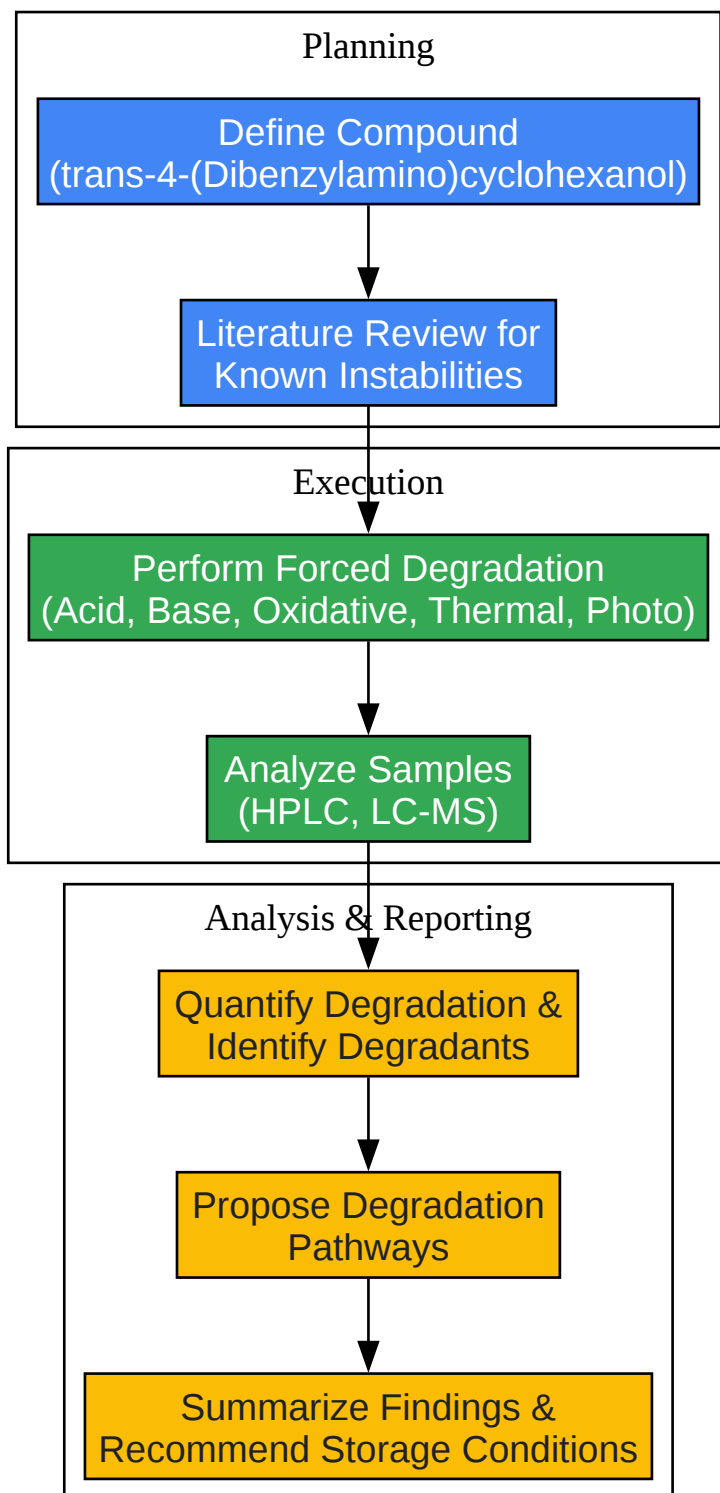 Planning
Define Compound
(trans-4-(Dibenzylamino)cyclohexanol)
Literature Review for
Known Instabilities
Execution
Perform Forced Degradation
(Acid, Base, Oxidative, Thermal, Photo)
Analyze Samples
(HPLC, LC-MS)
Analysis & Reporting
Quantify Degradation &
Identify Degradants
Propose Degradation
Pathways
Summarize Findings &
Recommend Storage Conditions